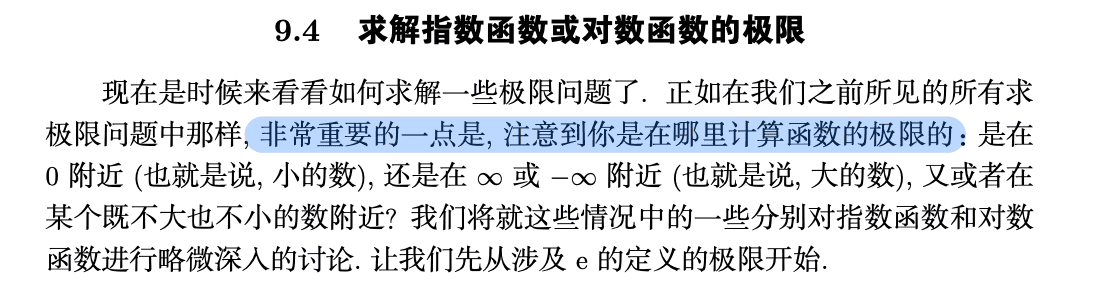 9.4 求解指数函数或对数函数的极限
现在是时候来看看如何求解一些极限问题了. 正如在我们之前所见的所有求
极限问题中那样, 非常重要的一点是, 注意到你是在哪里计算函数的极限的: 是在
0 附近 (也就是说, 小的数), 还是在 ∞ 或 −∞ 附近 (也就是说, 大的数), 又或者在
某个既不大也不小的数附近? 我们将就这些情况中的一些分别对指数函数和对数
函数进行略微深入的讨论. 让我们先从涉及 e 的定义的极限开始.